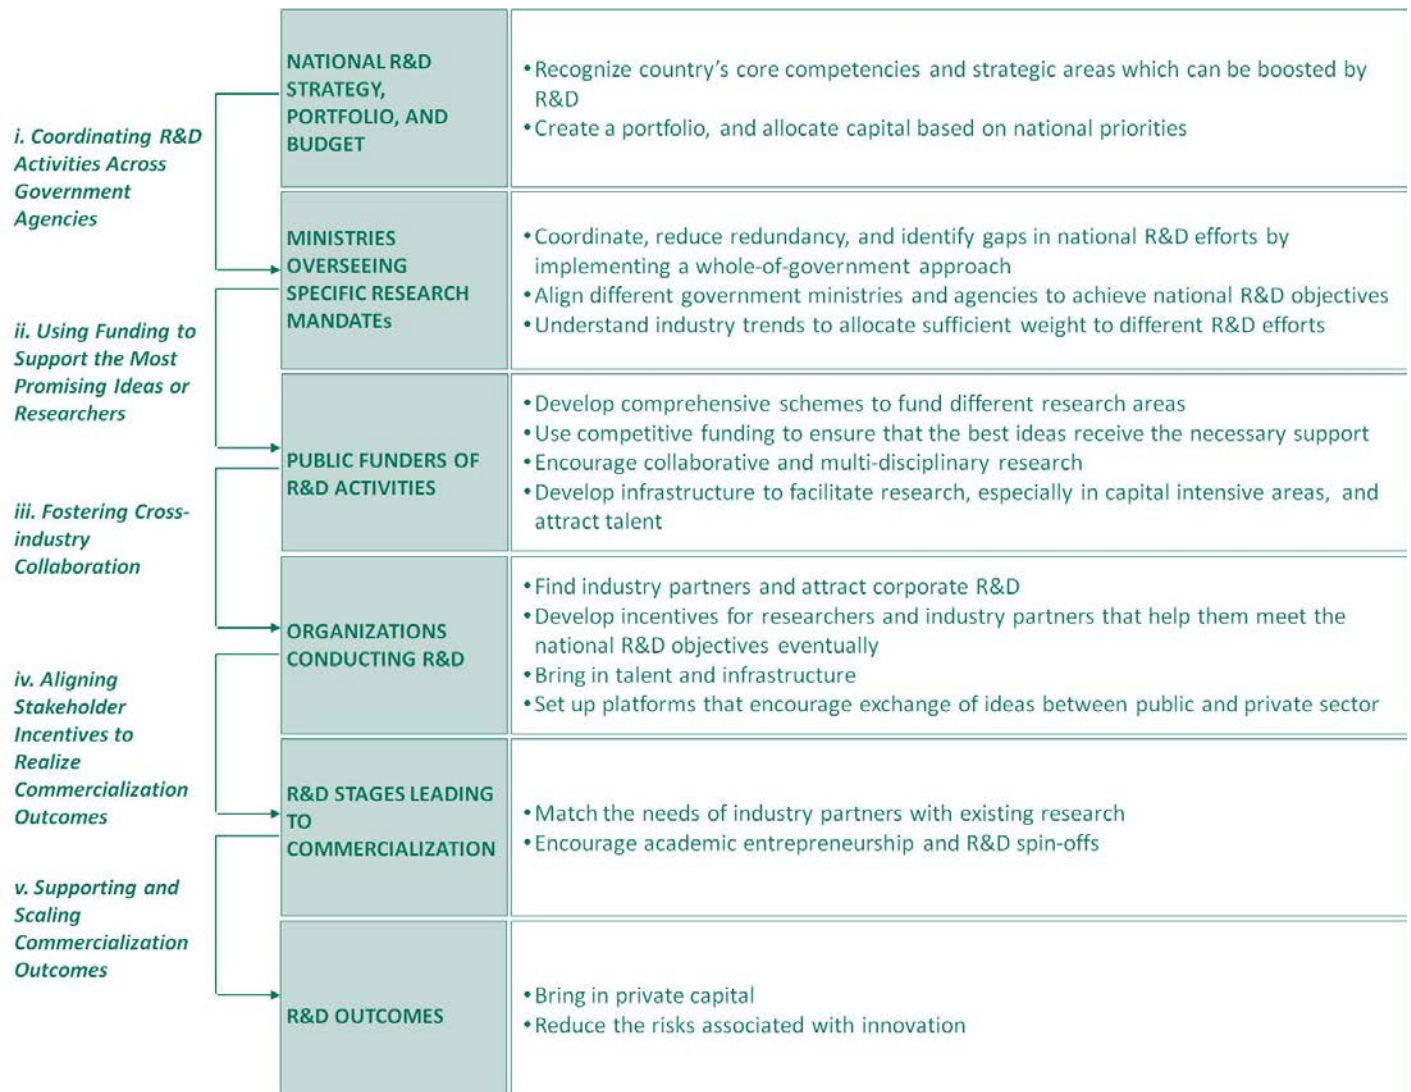 i. Coordinating R&D
Activities Across
Government
Agencies
ii. Using Funding to
Support the Most
Promising Ideas or
Researchers
iii. Fostering Cross-
industry
Collaboration
iv. Aligning
Stakeholder
Incentives to
Realize
Commercialization
Outcomes
v. Supporting and
Scaling
Commercialization
Outcomes
NATIONAL R&D
STRATEGY,
PORTFOLIO, AND
BUDGET
• Recognize country's core competencies and strategic areas which can be boosted by
R&D
• Create a portfolio, and allocate capital based on national priorities
MINISTRIES
OVERSEEING
SPECIFIC RESEARCH
MANDATEs
• Coordinate, reduce redundancy, and identify gaps in national R&D efforts by
implementing a whole-of-government approach
• Align different government ministries and agencies to achieve national R&D objectives
• Understand industry trends to allocate sufficient weight to different R&D efforts
PUBLIC FUNDERS OF
R&D ACTIVITIES
• Develop comprehensive schemes to fund different research areas
• Use competitive funding to ensure that the best ideas receive the necessary support
• Encourage collaborative and multi-disciplinary research
• Develop infrastructure to facilitate research, especially in capital intensive areas, and
attract talent
ORGANIZATIONS
CONDUCTING R&D
• Find industry partners and attract corporate R&D
• Develop incentives for researchers and industry partners that help them meet the
national R&D objectives eventually
• Bring in talent and infrastructure
• Set up platforms that encourage exchange of ideas between public and private sector
R&D STAGES LEADING
TO
COMMERCIALIZATION
• Match the needs of industry partners with existing research
• Encourage academic entrepreneurship and R&D spin-offs
R&D OUTCOMES
• Bring in private capital
• Reduce the risks associated with innovation